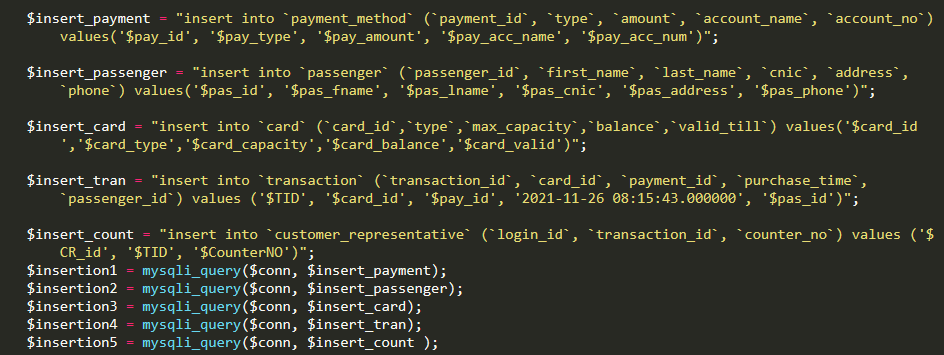 $insert_payment = "insert into `payment_method` (`payment_id`, `type`, `amount`, `account_name`, `account_no`)
values('$pay_id', '$pay_type', '$pay_amount', '$pay_acc_name', '$pay_acc_num')";
$insert_passenger = "insert into `passenger` (`passenger_id`, `first_name`, `last_name`, `cnic`, `address`,
`phone`) values('$pas_id', '$pas_fname', '$pas_lname', '$pas_cnic', '$pas_address', '$pas_phone')";
$insert_card = "insert into `card` (`card_id`,`type`,`max_capacity`,`balance`,`valid_till`) values('$card_id
','$card_type','$card_capacity','$card_balance','$card_valid')";
$insert_tran = "insert into `transaction` (`transaction_id`, `card_id`, `payment_id`, `purchase_time`,
`passenger_id`) values ('$TID', '$card_id', '$pay_id', '2021-11-26 08:15:43.000000', '$pas_id')";
$insert_count = "insert into `customer_representative` (`login_id`, `transaction_id`, `counter_no`) values ('$
CR_id', '$TID', '$CounterNO')";
$insertion1 = mysqli_query($conn, $insert_payment);
$insertion2 = mysqli_query($conn, $insert_passenger);
$insertion3 = mysqli_query($conn, $insert_card);
$insertion4 = mysqli_query($conn, $insert_tran);
$insertion5 = mysqli_query($conn, $insert_count );